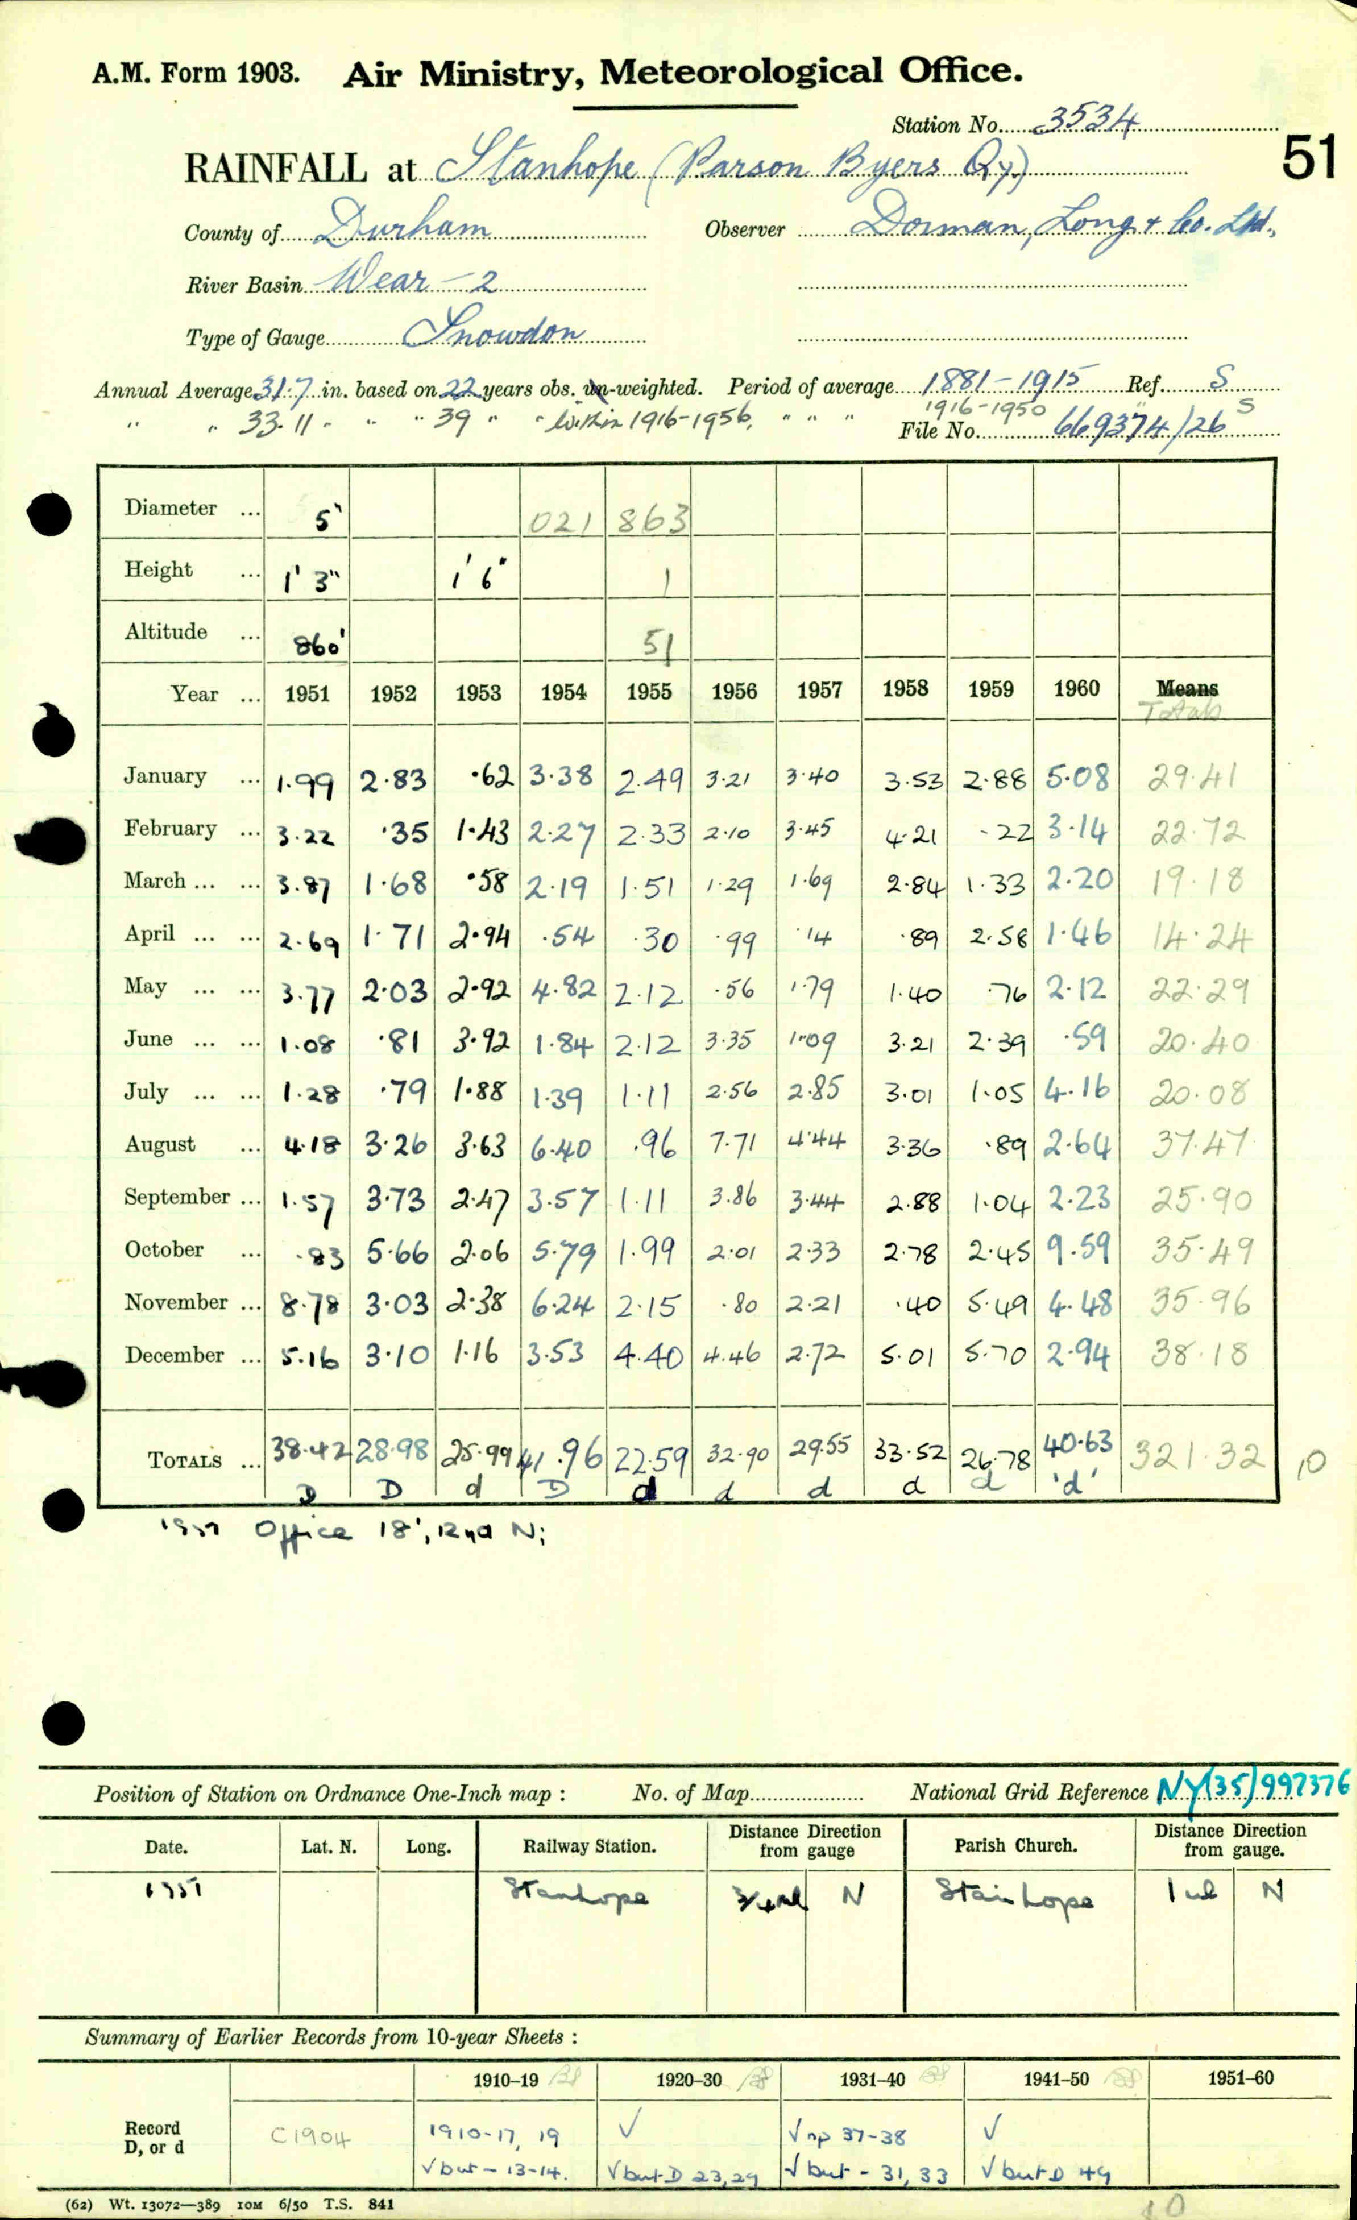 A.M. Form 1903. Air Ministry, Meteorological Office.
Station No. 3534
51
RAINFALL at Stanhope (Parson Byers Qy.)
County of Durham Observer Dorman, Long & Co. Ltd.,
River Basin Wear - 2
Type of Gauge Snowdon
Annual Average 31.7 in. based on 22 years obs. un-weighted. Period of average 1881-1915 Ref. S
" " 33.11 " " " 39 " " within 1916-1956, " " " 1916-1950 " S
File No. 669374/26
Diameter ... 5" 021 863
Height ... 1' 3" 1' 6" 1
Altitude ... 860' 51
Year ... 1951 1952 1953 1954 1955 1956 1957 1958 1959 1960 Means
Totals
January ... 1.99 2.83 .62 3.38 2.49 3.21 3.40 3.53 2.88 5.08 29.41
February ... 3.22 .35 1.43 2.27 2.33 2.10 3.45 4.21 .22 3.14 22.72
March ... ... 3.87 1.68 .58 2.19 1.51 1.29 1.69 2.84 1.33 2.20 19.18
April ... ... 2.69 1.71 2.94 .54 .30 .99 .14 .89 2.58 1.46 14.24
May ... ... 3.77 2.03 2.92 4.82 2.12 .56 1.79 1.40 .76 2.12 22.29
June ... ... 1.08 .81 3.92 1.84 2.12 3.35 1.09 3.21 2.39 .59 20.40
July ... ... 1.28 .79 1.88 1.39 1.11 2.56 2.85 3.01 1.05 4.16 20.08
August ... 4.18 3.26 3.63 6.40 .96 7.71 4.44 3.36 .89 2.64 37.47
September ... 1.57 3.73 2.47 3.57 1.11 3.86 3.44 2.88 1.04 2.23 25.90
October ... .83 5.66 2.06 5.79 1.99 2.01 2.33 2.78 2.45 9.59 35.49
November ... 8.78 3.03 2.38 6.24 2.15 .80 2.21 .40 5.49 4.48 35.96
December ... 5.16 3.10 1.16 3.53 4.40 4.46 2.72 5.01 5.70 2.94 38.18
TOTALS ... 38.42 28.98 25.99 41.96 22.59 32.90 29.55 33.52 26.78 40.63 321.32 10
D D d D d d d d d 'd'
1951 Office 18', 12yd N;
Position of Station on Ordnance One-Inch map : No. of Map National Grid Reference NY(35)997376
Date. Lat. N. Long. Railway Station. Distance from gauge Direction Parish Church. Distance from gauge. Direction
1951 Stanhope 3/4 ml N Stanhope 1 ml N
Summary of Earlier Records from 10-year Sheets :
1910-19 1920-30 1931-40 1941-50 1951-60
Record C1904 1910-17, 19 √ √ np 37-38 √
D, or d √ but - 13-14. √ but D 23,29 √ but - 31,33 √ but D 49
(62) Wt. 13072—389 10M 6/50 T.S. 841
10